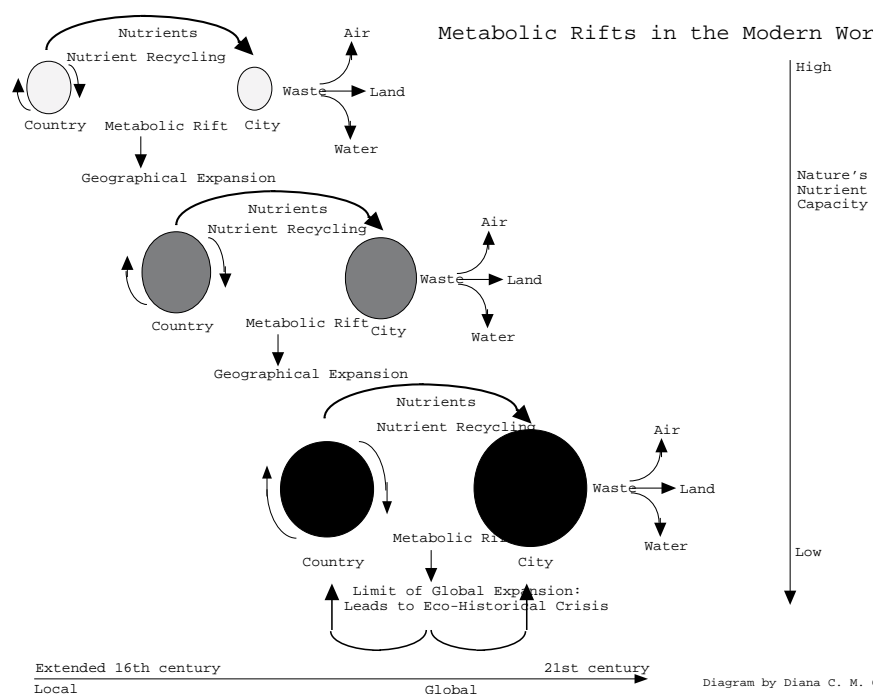 Metabolic Rifts in the Modern Wor
Nutrients
Nutrient Recycling
Air
Waste
Land
Water
Country
Metabolic Rift
City
Geographical Expansion
High
Nature's
Nutrient
Capacity
Low
Nutrients
Nutrient Recycling
Air
Waste
Land
Water
Country
Metabolic Rift
City
Geographical Expansion
Nutrients
Nutrient Recycling
Air
Waste
Land
Water
Metabolic Ri
Country
City
Limit of Global Expansion:
Leads to Eco-Historical Crisis
Extended 16th century
21st century
Local
Global
Diagram by Diana C. M.